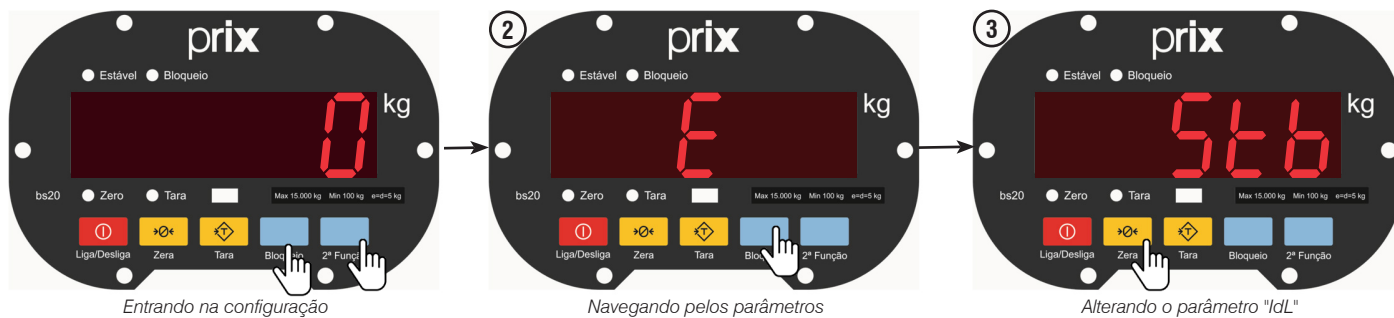 prix
Estável Bloqueio
0 kg
bs20 Zero Tara Max 15.000 kg Min 100 kg e=d=5 kg
Liga/Desliga Zera Tara Bloq 2ª Funçã
Entrando na configuração
2
prix
Estável Bloqueio
E kg
bs20 Zero Tara Max 15.000 kg Min 100 kg e=d=5 kg
Liga/Desliga Zera Tara Bloq 2ª Função
Navegando pelos parâmetros
3
prix
Estável Bloqueio
Stb kg
bs20 Zero Tara Max 15.000 kg Min 100 kg e=d=5 kg
Liga/Desliga Zera Tara Bloqueio 2ª Função
Alterando o parâmetro "IdL"